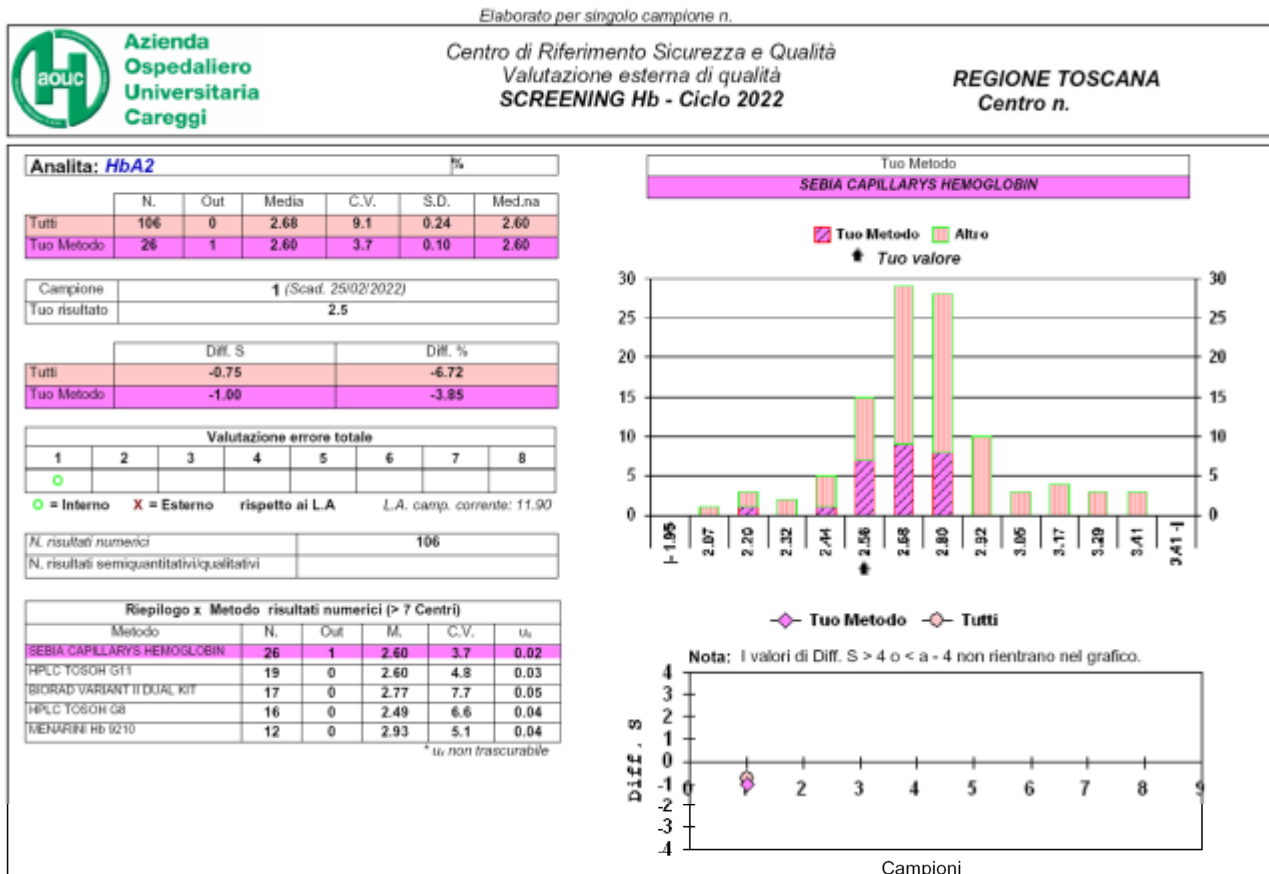 Elaborato per singolo campione n.
aouc
Azienda
Ospedaliero
Universitaria
Careggi
Centro di Riferimento Sicurezza e Qualità
Valutazione esterna di qualità
SCREENING Hb - Ciclo 2022
REGIONE TOSCANA
Centro n.
Analita: HbA2 %
N. Out Media C.V. S.D. Med.na
Tutti 106 0 2.68 9.1 0.24 2.60
Tuo Metodo 26 1 2.60 3.7 0.10 2.60
Campione 1 (Scad. 25/02/2022)
Tuo risultato 2.5
Diff. S Diff. %
Tutti -0.75 -6.72
Tuo Metodo -1.00 -3.85
Valutazione errore totale
1 2 3 4 5 6 7 8
O
O = Interno X = Esterno rispetto ai L.A L.A. camp. corrente: 11.90
N. risultati numerici 106
N. risultati semiquantitativi/qualitativi
Riepilogo x Metodo risultati numerici (> 7 Centri)
Metodo N. Out M. C.V. uₓ
SEBIA CAPILLARYS HEMOGLOBIN 26 1 2.60 3.7 0.02
HPLC TOSOH G11 19 0 2.60 4.8 0.03
BIORAD VARIANT II DUAL KIT 17 0 2.77 7.7 0.05
HPLC TOSOH G8 16 0 2.49 6.6 0.04
MENARINI Hb 9210 12 0 2.93 5.1 0.04
* uₓ non trascurabile
Tuo Metodo
SEBIA CAPILLARYS HEMOGLOBIN
Tuo Metodo Altro
Tuo valore
30 30
25 25
20 20
15 15
10 10
5 5
0 0
|- 1.95 2.07 2.20 2.32 2.44 2.56 2.68 2.80 2.92 3.05 3.17 3.29 3.41 3.41 -|
Tuo Metodo Tutti
Nota: I valori di Diff. S > 4 o < a - 4 non rientrano nel grafico.
Diff. S
4
3
2
1
0
-1
-2
-3
-4
0 1 2 3 4 5 6 7 8 9
Campioni